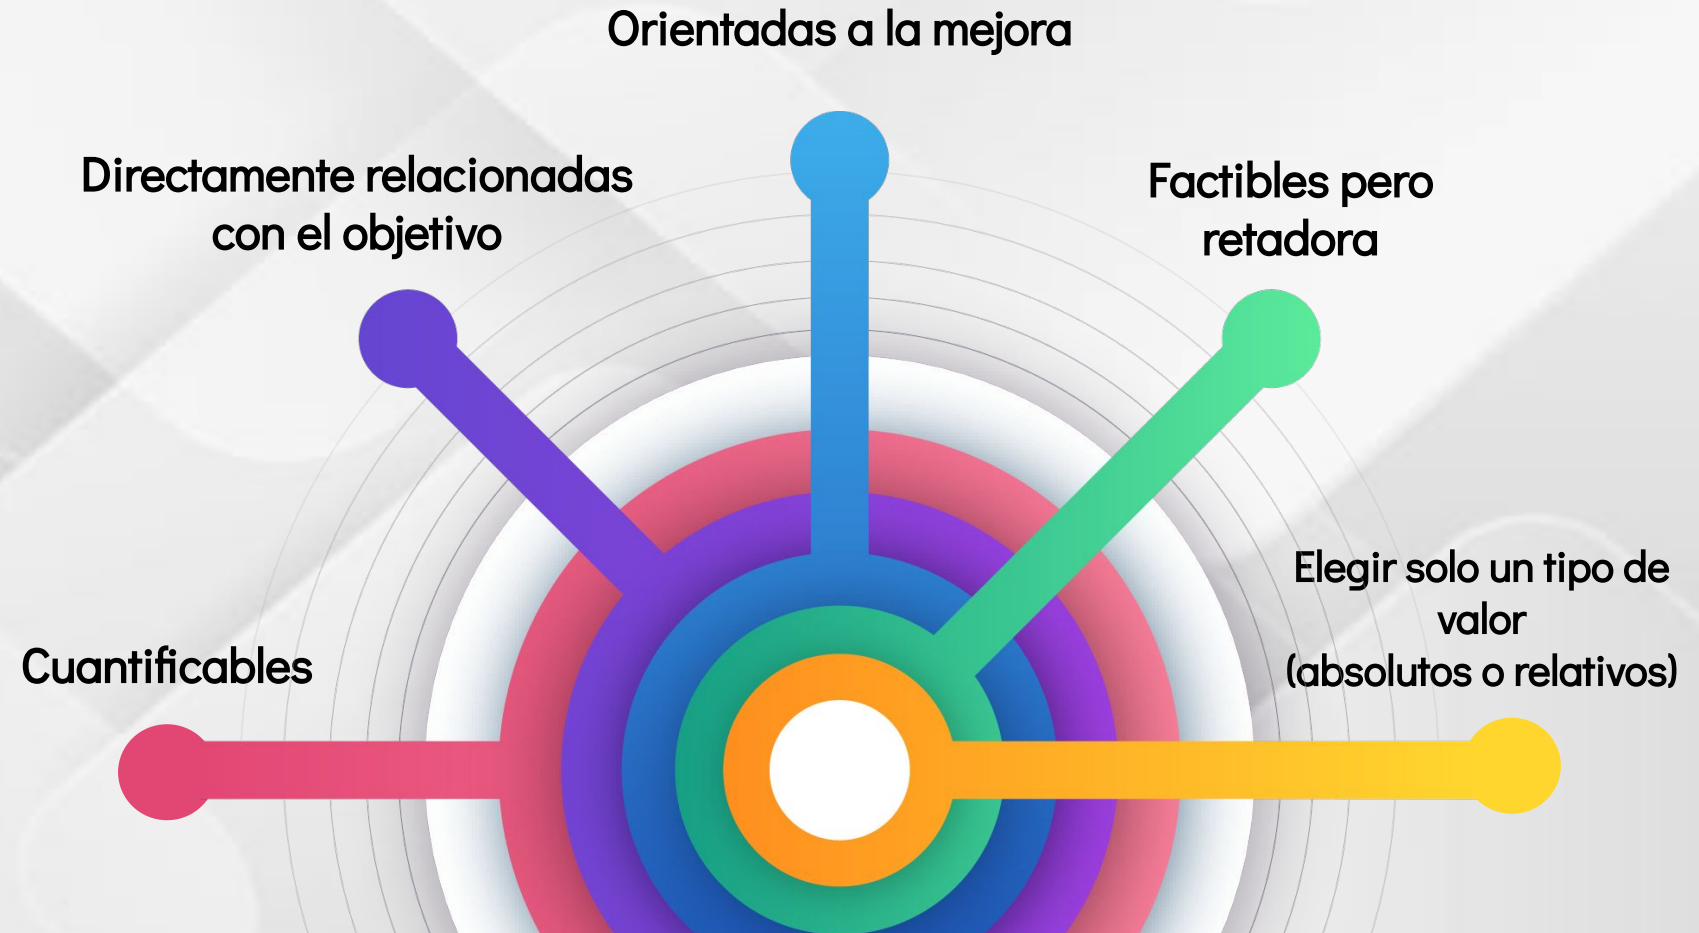 Orientadas a la mejora
Directamente relacionadas
con el objetivo
Factibles pero
retadora
Cuantificables
Elegir solo un tipo de
valor
(absolutos o relativos)